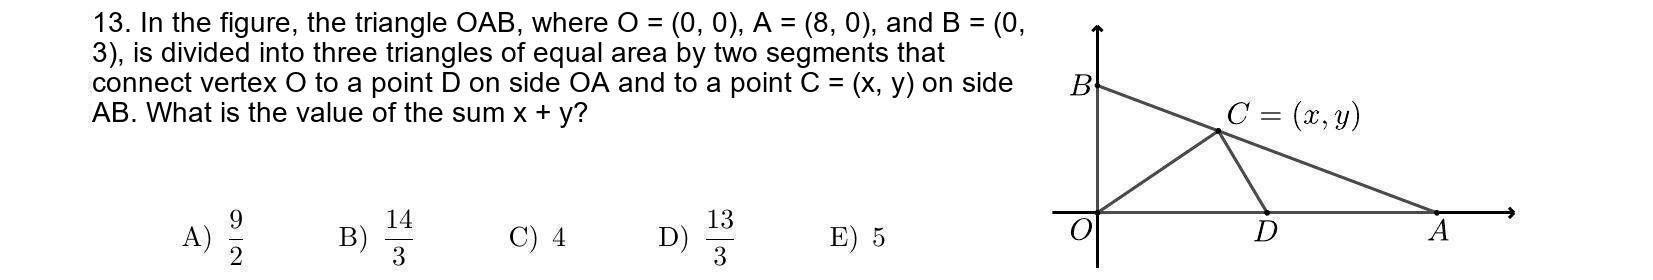 13. In the figure, the triangle OAB, where O = (0, 0), A = (8, 0), and B = (0,
3), is divided into three triangles of equal area by two segments that
connect vertex O to a point D on side OA and to a point C = (x, y) on side
AB. What is the value of the sum x + y?
A) 9/2 B) 14/3 C) 4 D) 13/3 E) 5
B
C = (x, y)
O
D
A